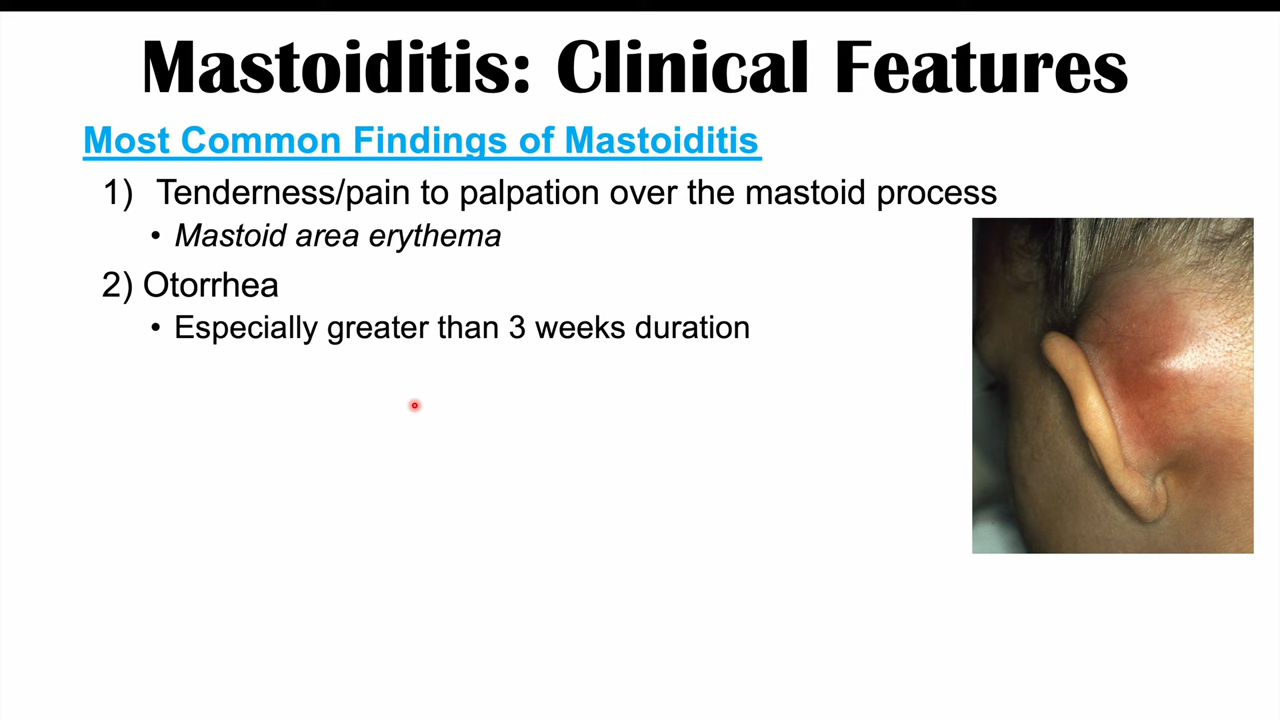 Mastoiditis: Clinical Features
Most Common Findings of Mastoiditis
1) Tenderness/pain to palpation over the mastoid process
• Mastoid area erythema
2) Otorrhea
• Especially greater than 3 weeks duration